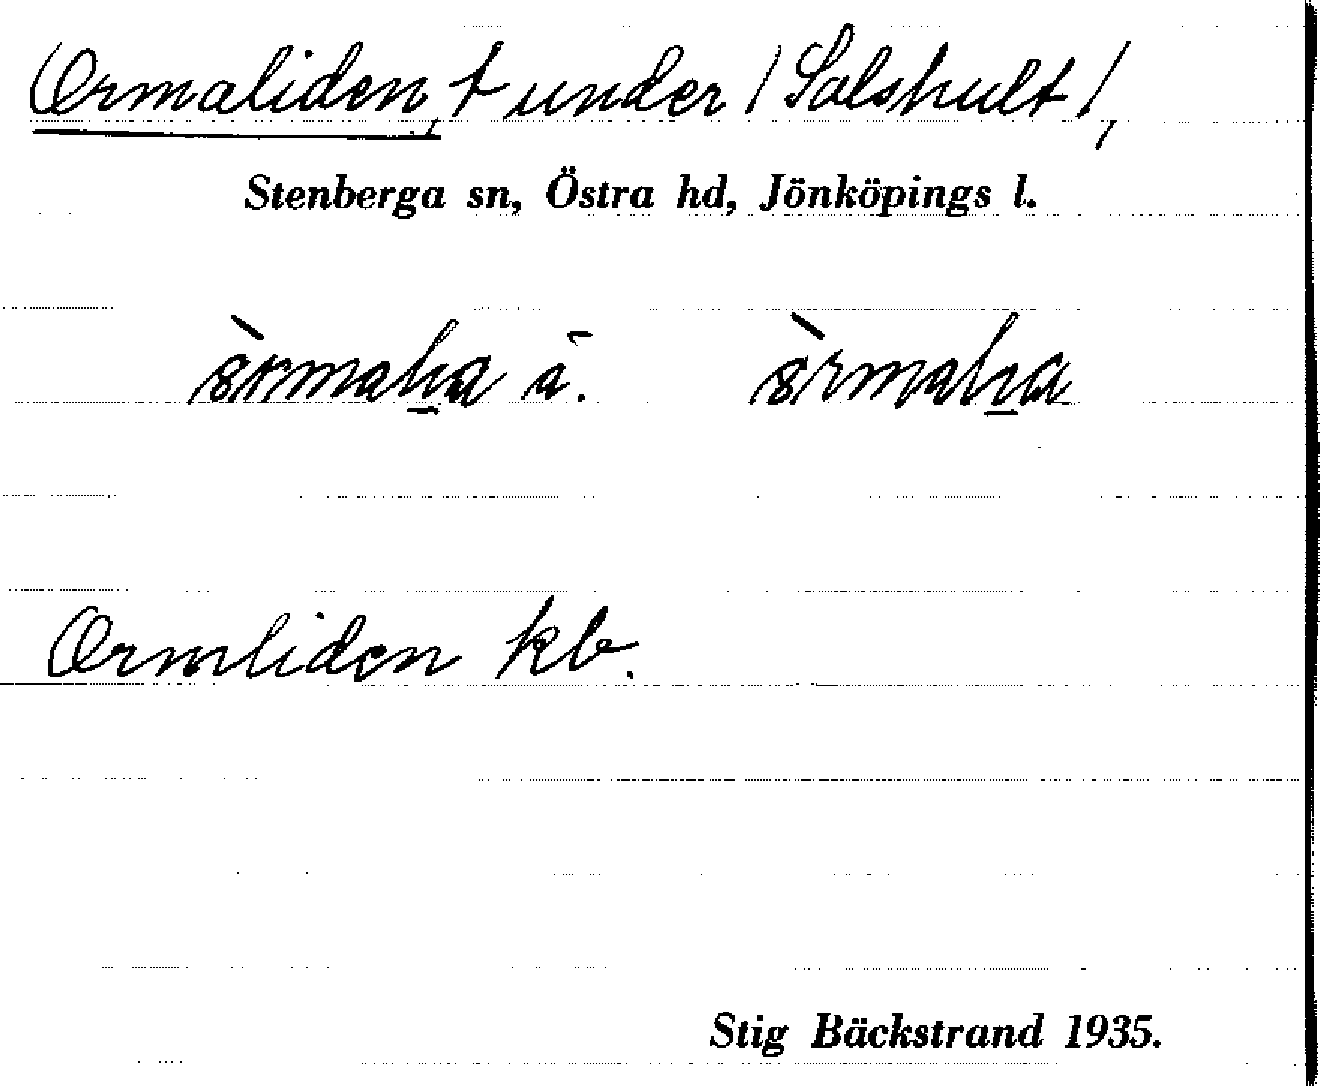 Ormaliden, t under /Salshult/,
Stenberga sn, Östra hd, Jönköpings l.
Ormliden kb.
Stig Bäckstrand 1935.